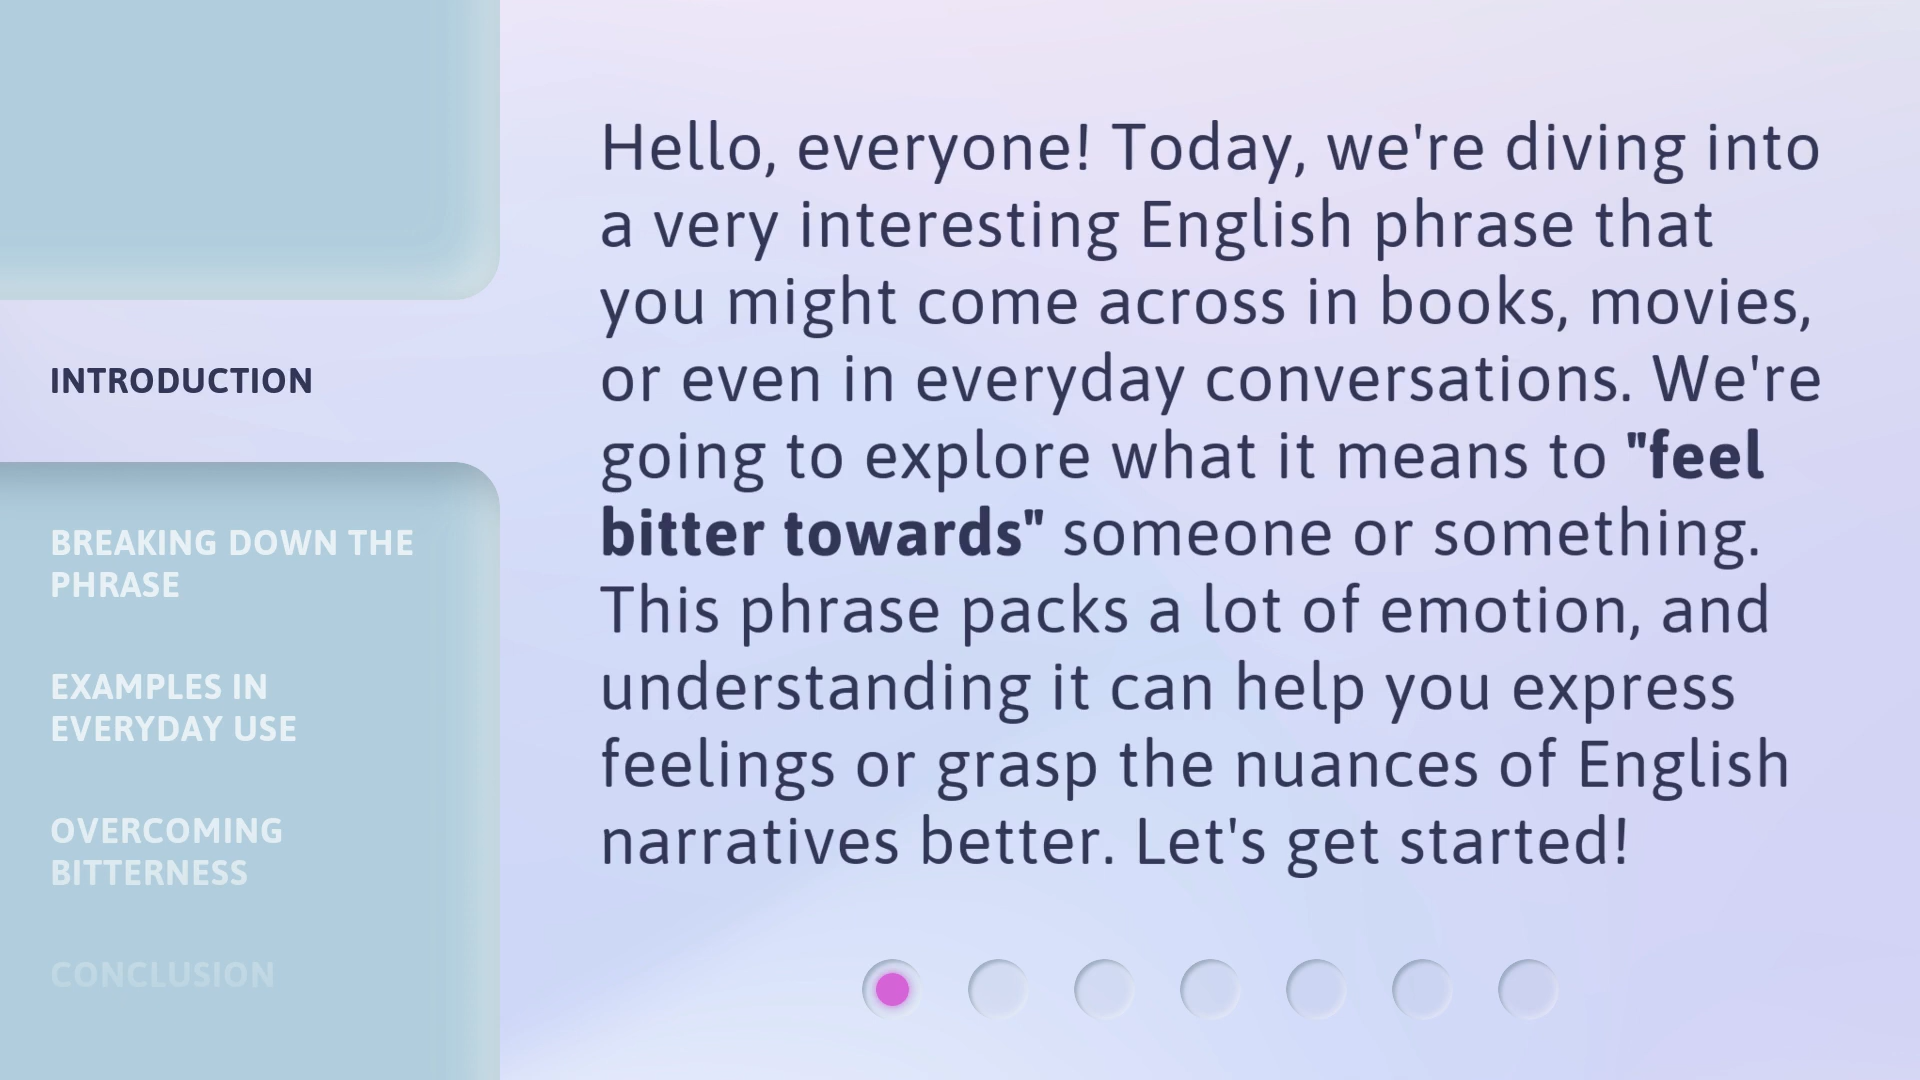 INTRODUCTION
BREAKING DOWN THE
PHRASE
EXAMPLES IN
EVERYDAY USE
OVERCOMING
BITTERNESS
CONCLUSION
Hello, everyone! Today, we're diving into
a very interesting English phrase that
you might come across in books, movies,
or even in everyday conversations. We're
going to explore what it means to "feel
bitter towards" someone or something.
This phrase packs a lot of emotion, and
understanding it can help you express
feelings or grasp the nuances of English
narratives better. Let's get started!